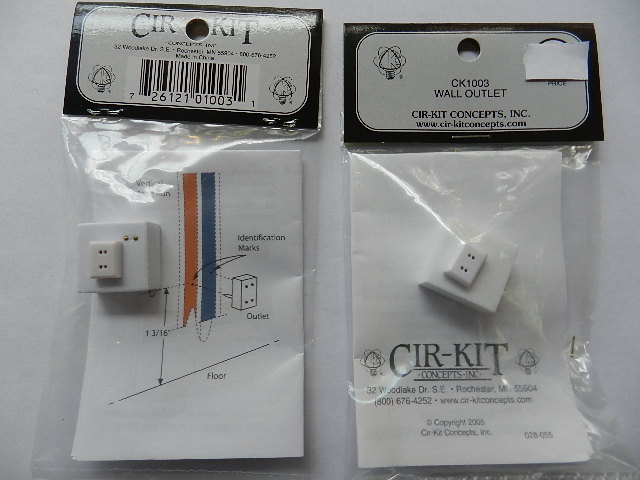 CIR-KIT
CONCEPTS, INC.
32 Woodlake Dr. S.E. • Rochester, MN 55904 • 800-676-4252
Made in China
7 26121 01003 1
Vertical
Run
Identification
Marks
Outlet
1 3/16"
Floor
CK1003
WALL OUTLET
PRICE
CIR-KIT CONCEPTS, INC.
www.cir-kitconcepts.com
CIR-KIT
-CONCEPTS-INC-
32 Woodlake Dr. S.E. • Rochester, MN 55904
(800) 676-4252 • www.cir-kitconcepts.com
© Copyright 2005
Cir-Kit Concepts, Inc.
028-055